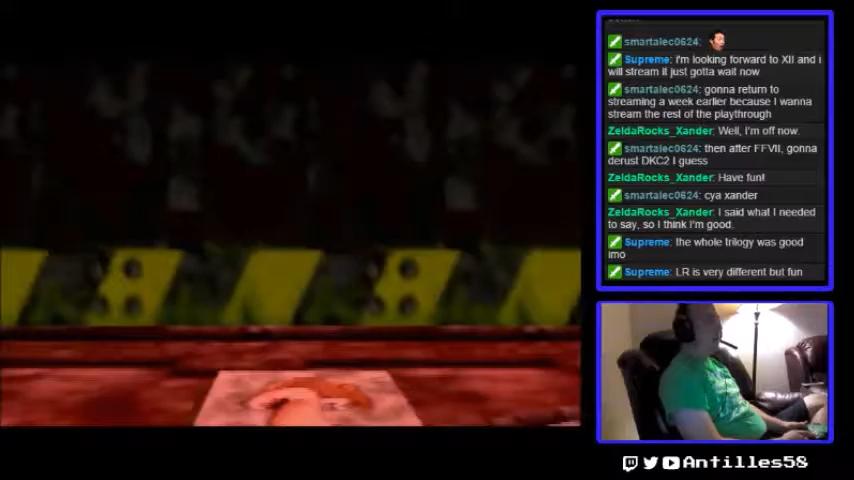 smartalec0624:
Supreme: I'm looking forward to XII and i
will stream it just gotta wait now
smartalec0624: gonna return to
streaming a week earlier because I wanna
stream the rest of the playthrough
ZeldaRocks_Xander: Well, I'm off now.
smartalec0624: then after FFVII, gonna
derust DKC2 I guess
ZeldaRocks_Xander: Have fun!
smartalec0624: cya xander
ZeldaRocks_Xander: I said what I needed
to say, so I think I'm good.
Supreme: the whole trilogy was good
imo
Supreme: LR is very different but fun
Antilles58